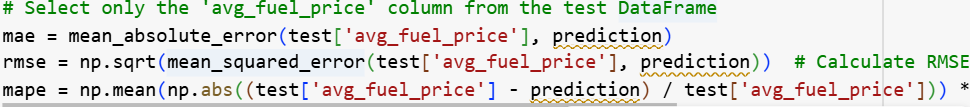 # Select only the 'avg_fuel_price' column from the test DataFrame
mae = mean_absolute_error(test['avg_fuel_price'], prediction)
rmse = np.sqrt(mean_squared_error(test['avg_fuel_price'], prediction))  # Calculate RMSE
mape = np.mean(np.abs((test['avg_fuel_price'] - prediction) / test['avg_fuel_price'])) *